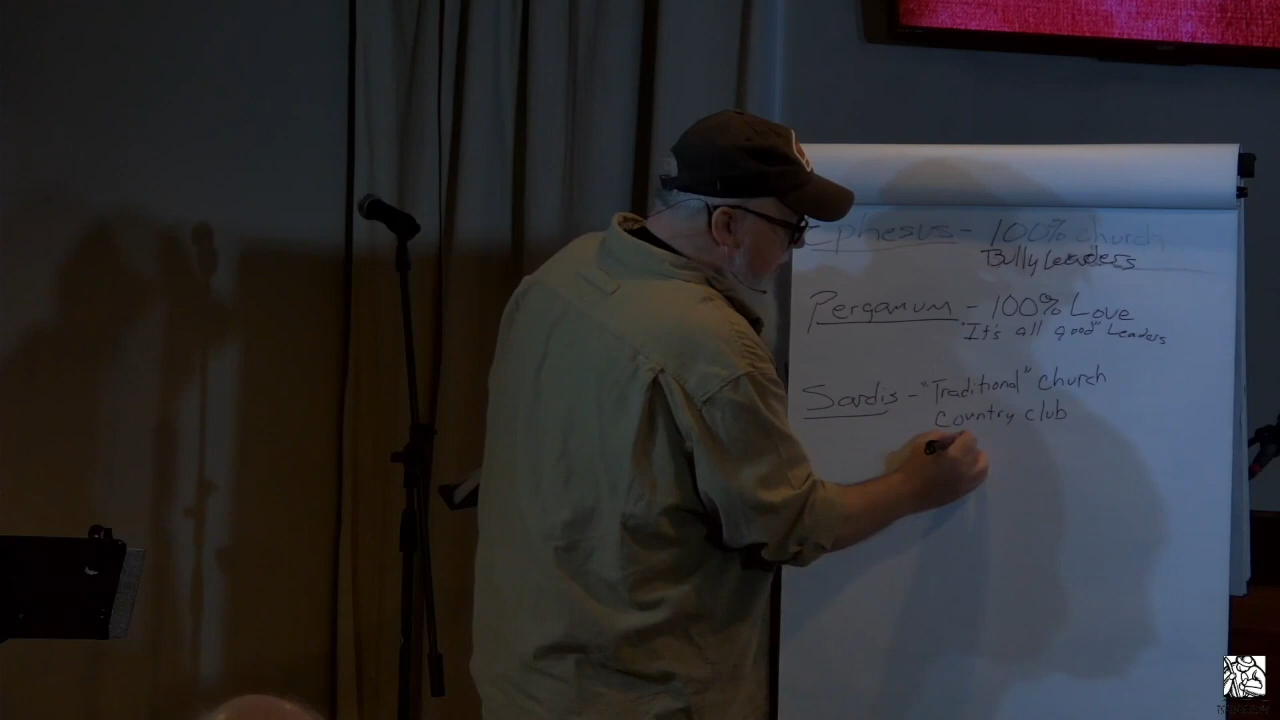 Ephesus - 100% church
Bully Leaders
Pergamum - 100% Love
"It's all good" Leaders
Sardis - "Traditional" church
Country club